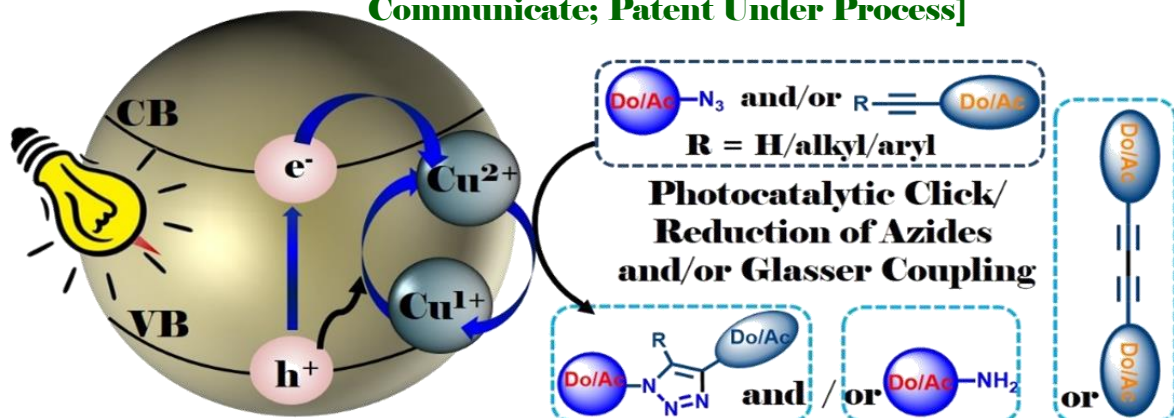 Communicate; Patent Under Process]
CB
e-
Cu2+
Cu1+
VB
h+
Do/Ac-N3 and/or R Do/Ac
R = H/alkyl/aryl
Photocatalytic Click/
Reduction of Azides
and/or Glasser Coupling
Do/Ac N N N R Do/Ac and / or Do/Ac-NH2 or
Do/Ac
Do/Ac